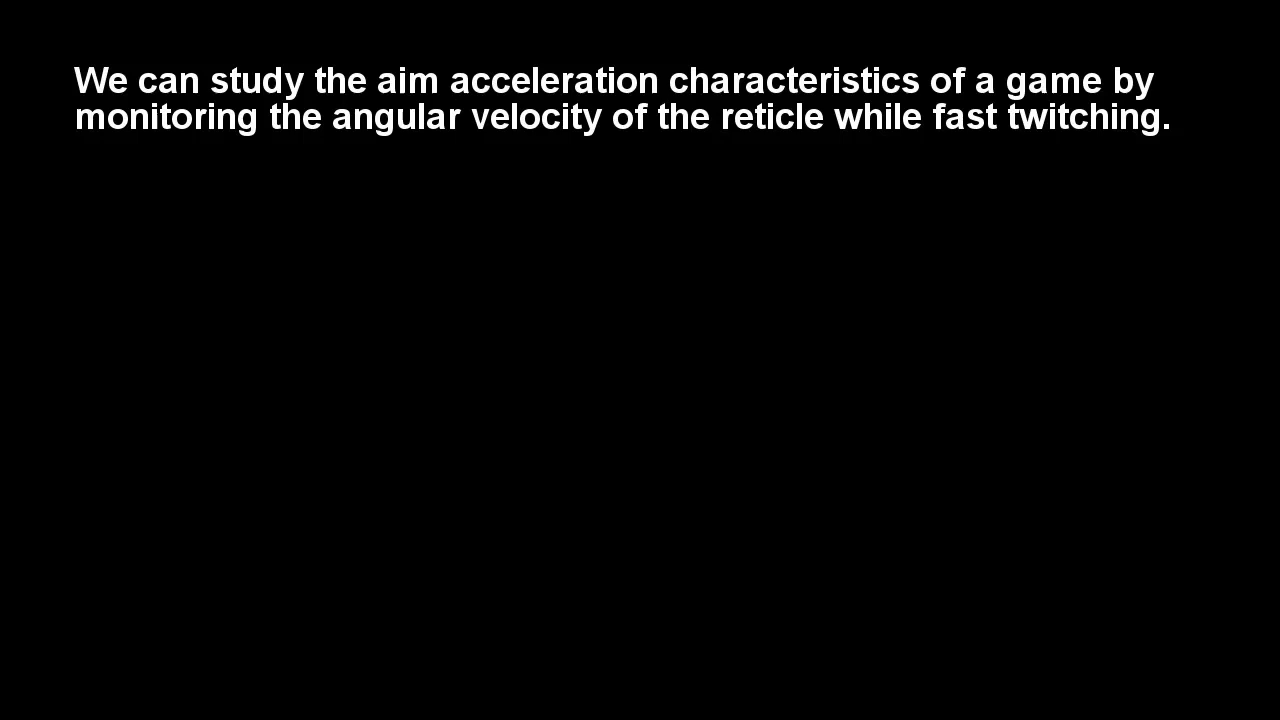 We can study the aim acceleration characteristics of a game by
monitoring the angular velocity of the reticle while fast twitching.